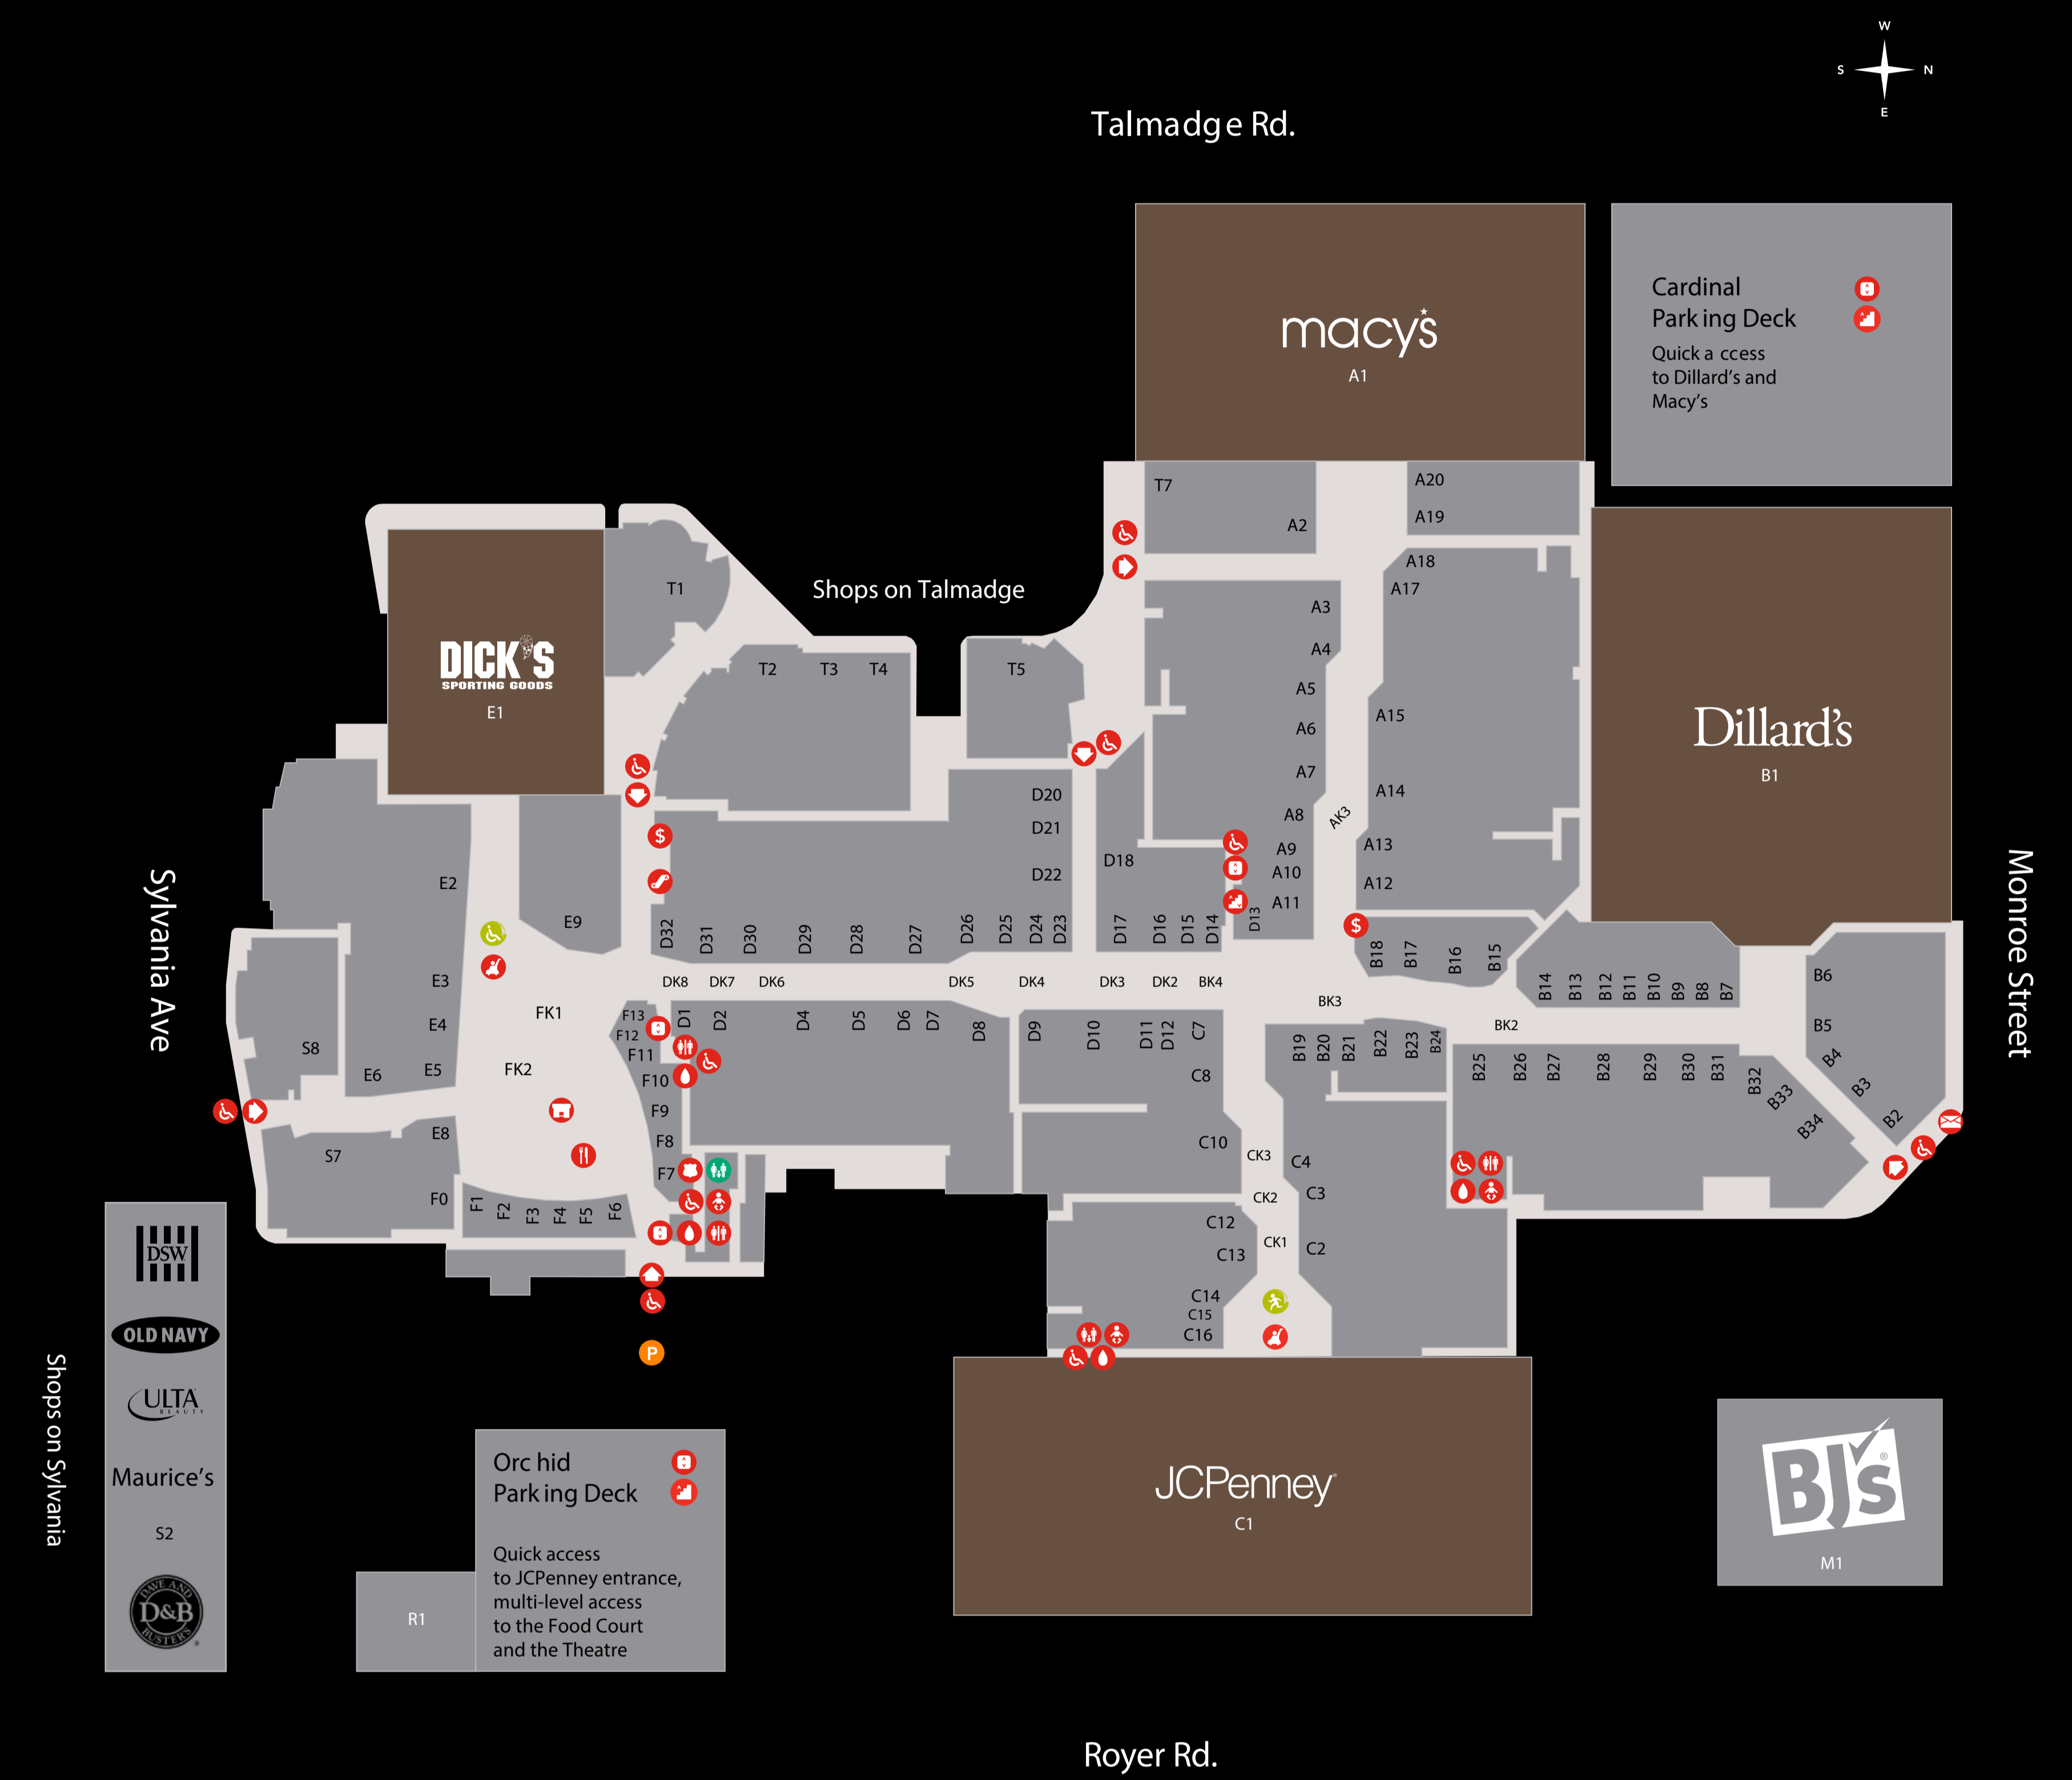 W
S N
E
Talmadge Rd.
macy's
A1
Cardinal
Parking Deck
Quick a ccess
to Dillard's and
Macy's
T7
A2
A20
A19
A18
A17
Shops on Talmadge
T1
DICK'S
SPORTING GOODS
E1
T2
T3
T4
T5
A3
A4
A5
A6
A7
A8
A9
A10
A11
A15
A14
AK3
A13
A12
Dillard's
B1
D20
D21
D22
D18
$
E2
E9
D32
D31
D30
D29
D28
D27
D26
D25
D24
D23
D17
D16
D15
D14
D13
$
B18
B17
B16
B15
B14
B13
B12
B11
B10
B9
B8
B7
B6
B5
B4
B3
B2
Sylvania Ave
Monroe Street
E3
E4
E5
E6
S8
FK1
FK2
DK8
DK7
DK6
DK5
DK4
DK3
DK2
BK4
BK3
BK2
F13
F12
F11
F10
F9
F8
F7
D1
D2
D4
D5
D6
D7
D8
D9
D10
D11
D12
C7
C8
C10
B19
B20
B21
B22
B23
B24
B25
B26
B27
B28
B29
B30
B31
B32
B33
B34
E8
S7
F0
F1
F2
F3
F4
F5
F6
CK3
CK2
CK1
C4
C3
C2
C12
C13
C14
C15
C16
P
DSW
OLD NAVY
ULTA
BEAUTY
Maurice's
S2
DAVE AND
D&B
BUSTER'S
Shops on Sylvania
Orc hid
Parking Deck
Quick access
to JCPenney entrance,
multi-level access
to the Food Court
and the Theatre
R1
JCPenney
C1
BJ's®
M1
Royer Rd.